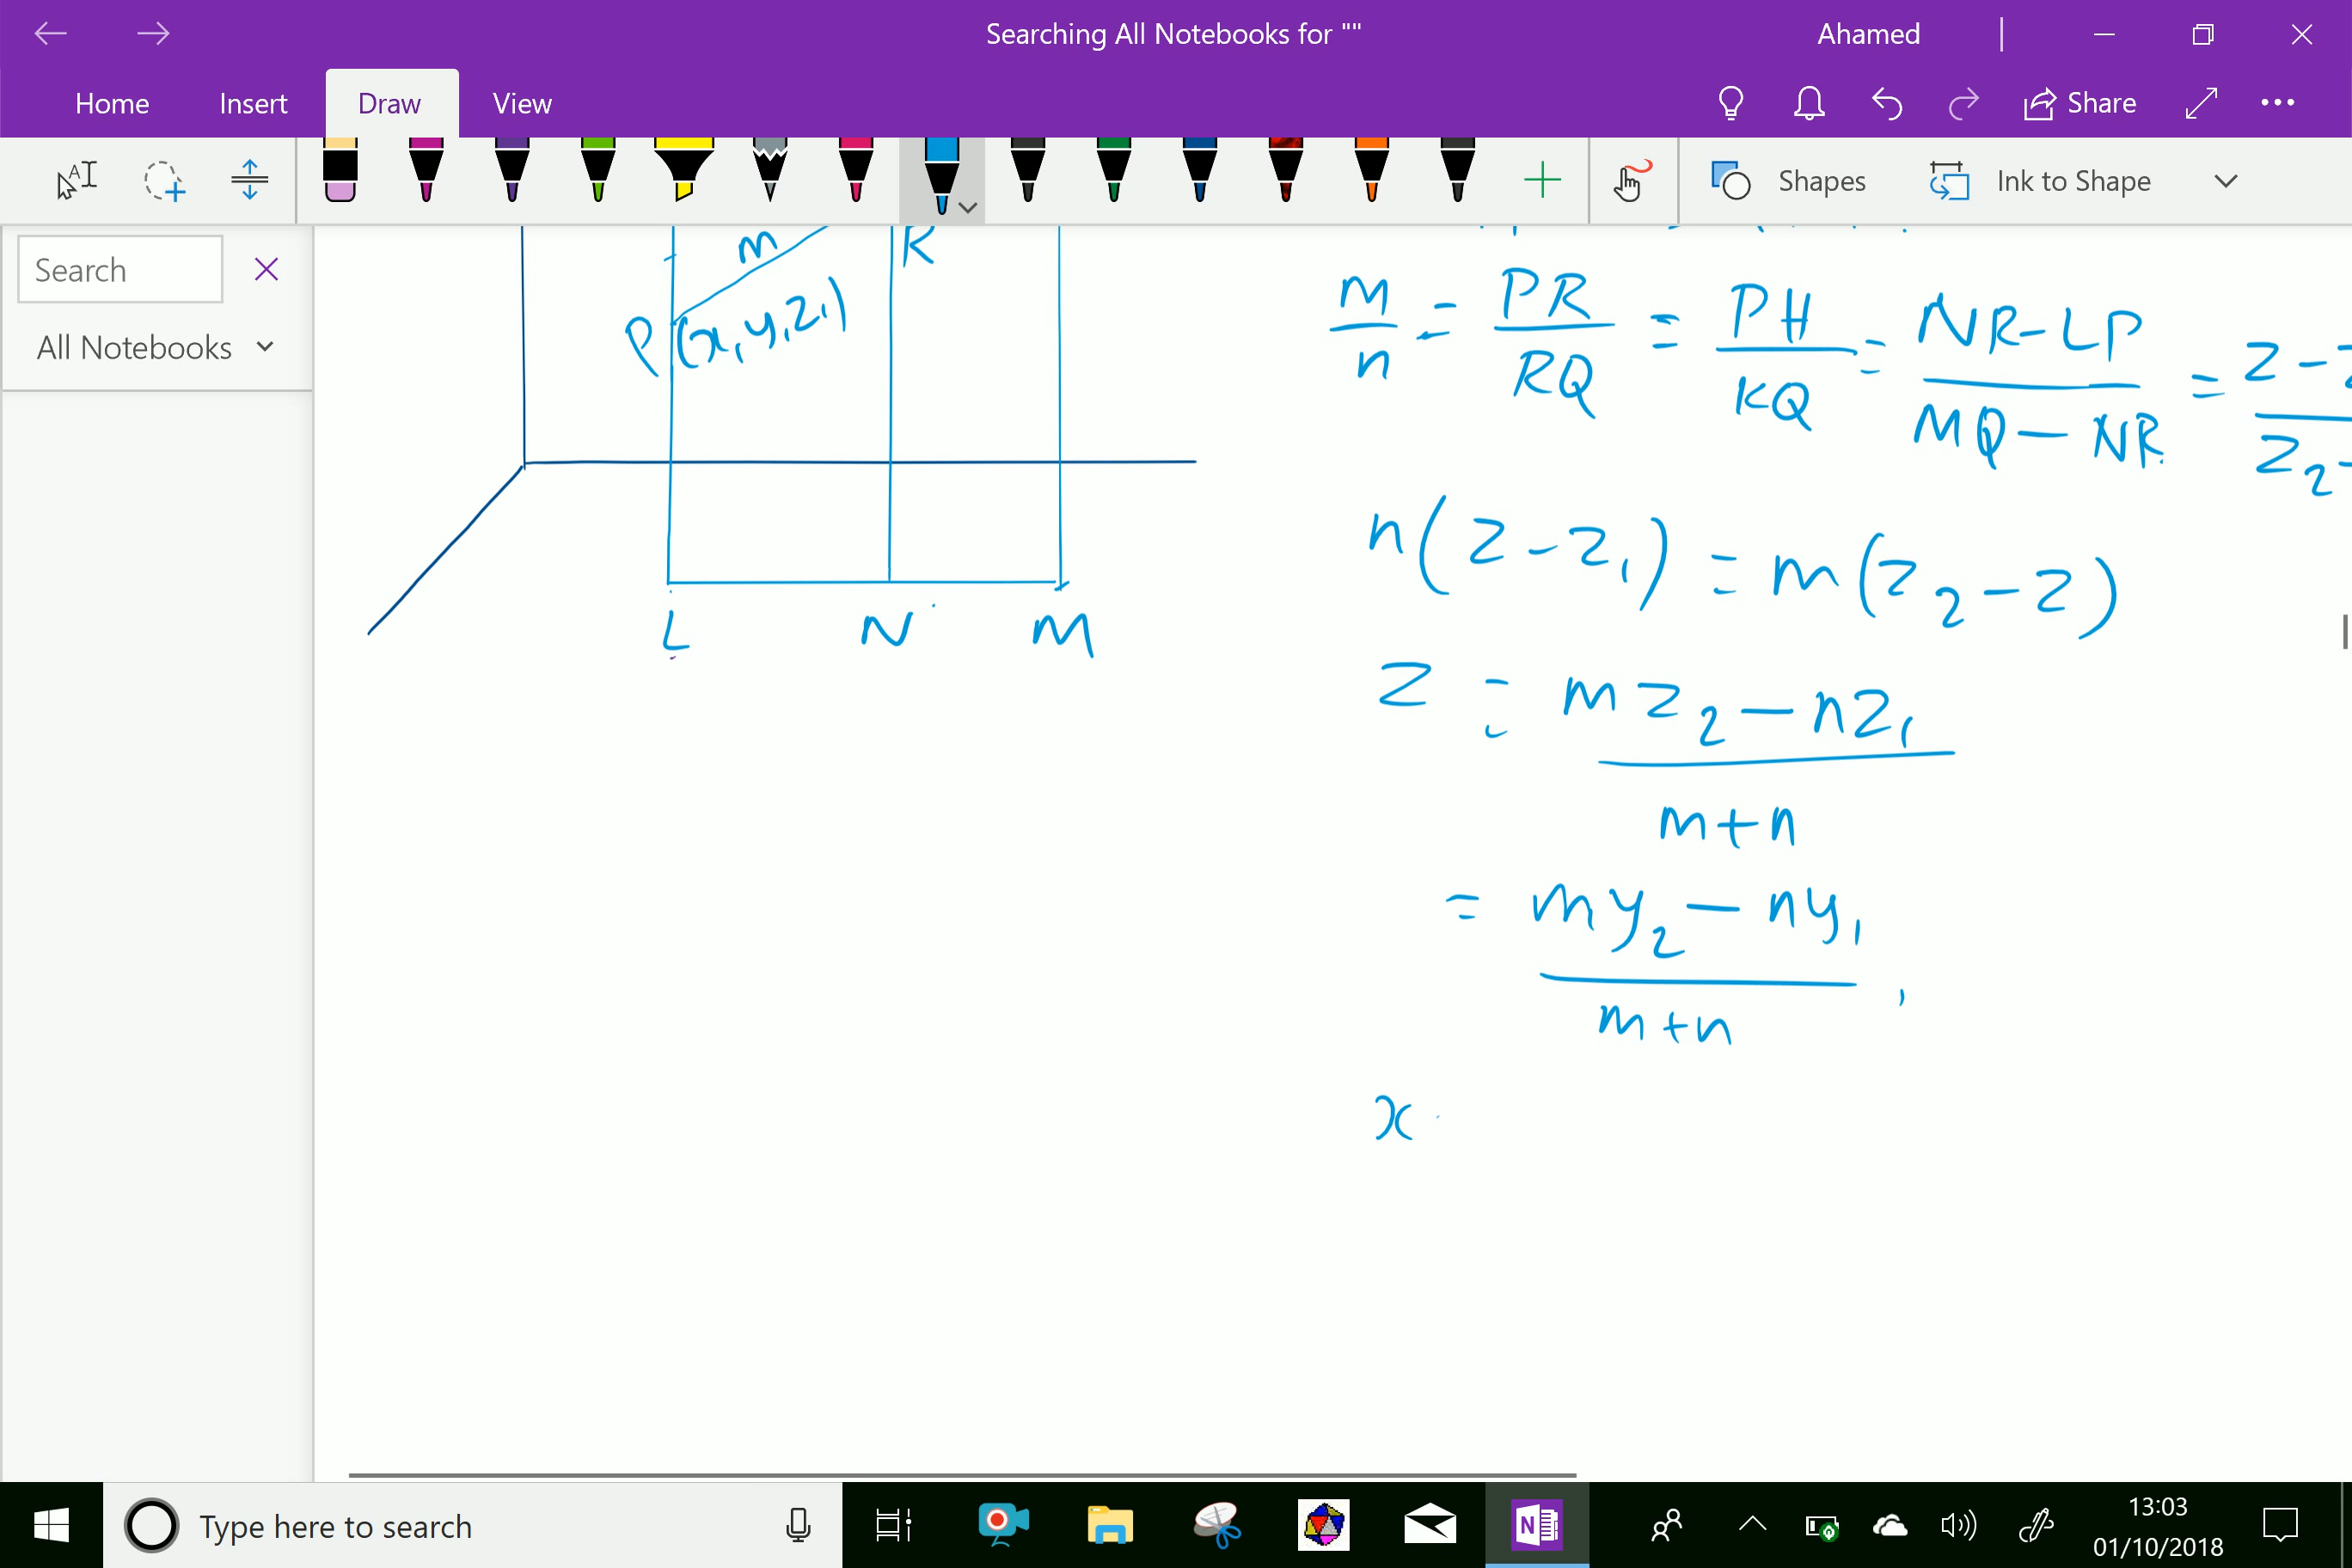 Searching All Notebooks for ""
Ahamed
Home Insert Draw View
Share
Shapes
Ink to Shape
Search
All Notebooks
m
R
P(x, y, z₁)
L N M
m/n = PR/RQ = PH/KQ = (NR-LP)/(MQ-NR) =
n(z-z₁) = m(z₂-z)
z = (mz₂-nz₁)/(m+n)
= (my₂-ny₁)/(m+n),
x
Type here to search
13:03
01/10/2018